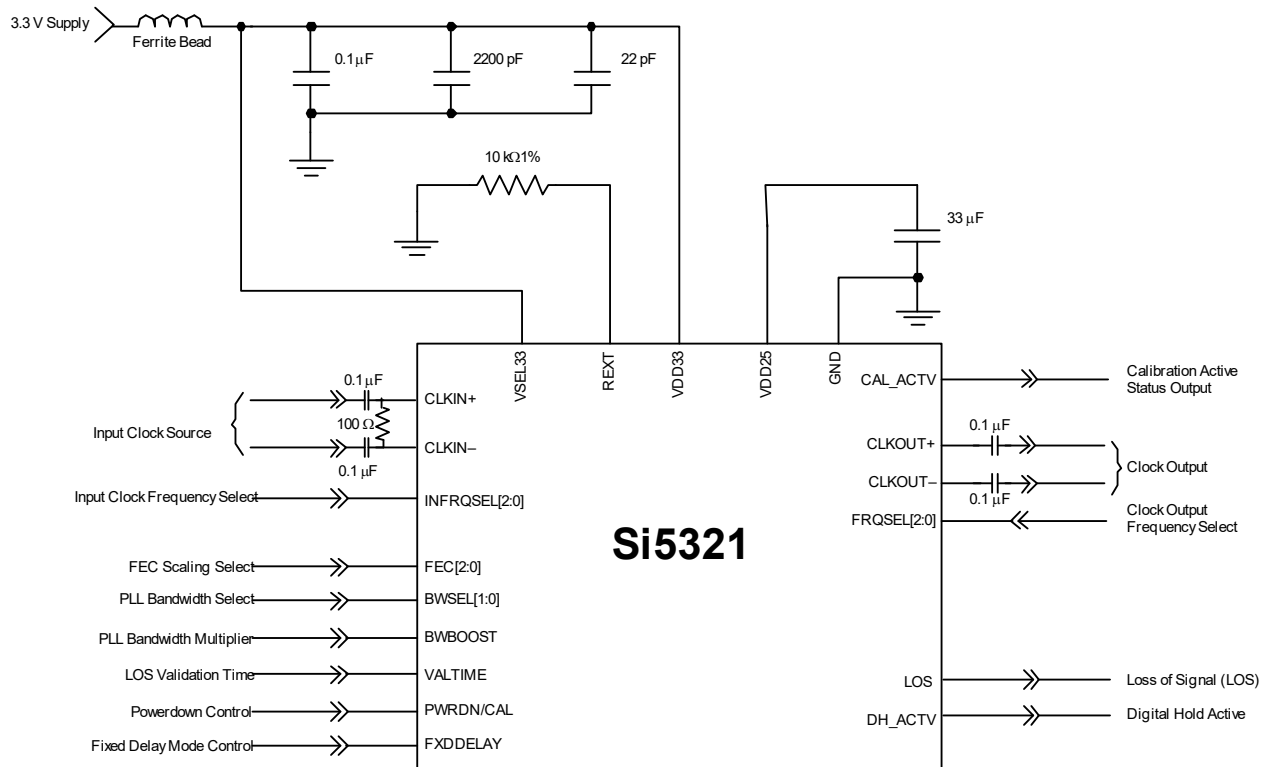 3.3 V Supply
Ferrite Bead
0.1 μF
2200 pF
22 pF
10 kΩ1%
33 μF
VSEL33
REXT
VDD33
VDD25
GND
CAL_ACTV
Calibration Active
Status Output
0.1 μF
CLKIN+
100 Ω
Input Clock Source
CLKIN–
0.1 μF
0.1 μF
CLKOUT+
Clock Output
CLKOUT–
0.1 μF
Input Clock Frequency Select
INFRQSEL[2:0]
FRQSEL[2:0]
Clock Output
Frequency Select
Si5321
FEC Scaling Select
FEC[2:0]
PLL Bandwidth Select
BWSEL[1:0]
PLL Bandwidth Multiplier
BWBOOST
LOS Validation Time
VALTIME
LOS
Loss of Signal (LOS)
Powerdown Control
PWRDN/CAL
DH_ACTV
Digital Hold Active
Fixed Delay Mode Control
FXDDELAY